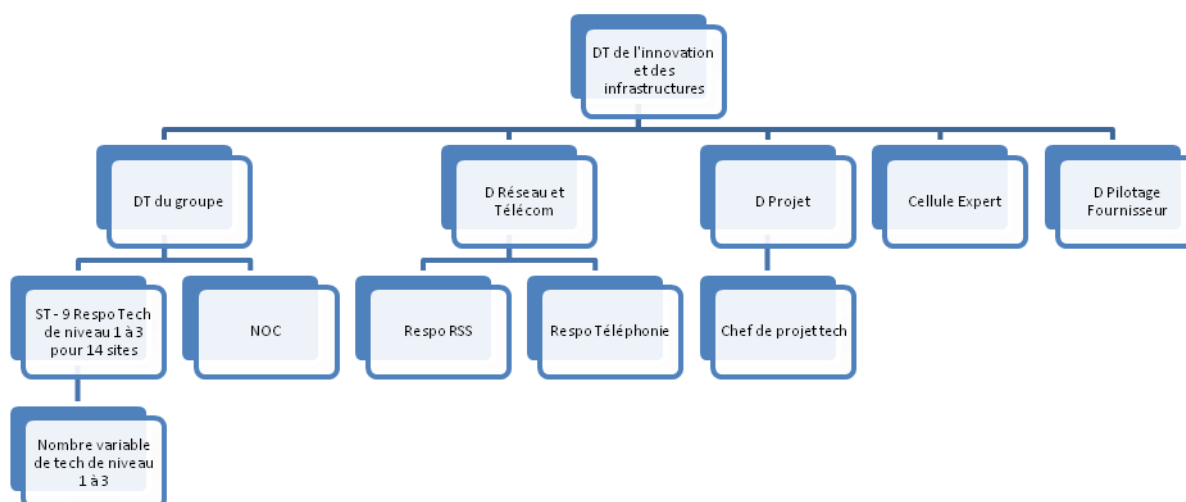 DT de l'innovation
et des
infrastructures
DT du groupe
D Réseau et
Télécom
D Projet
Cellule Expert
D Pilotage
Fournisseur
ST - 9 Respo Tech
de niveau 1 à 3
pour 14 sites
NOC
Respo RSS
Respo Téléphonie
Chef de projet tech
Nombre variable
de tech de niveau
1 à 3